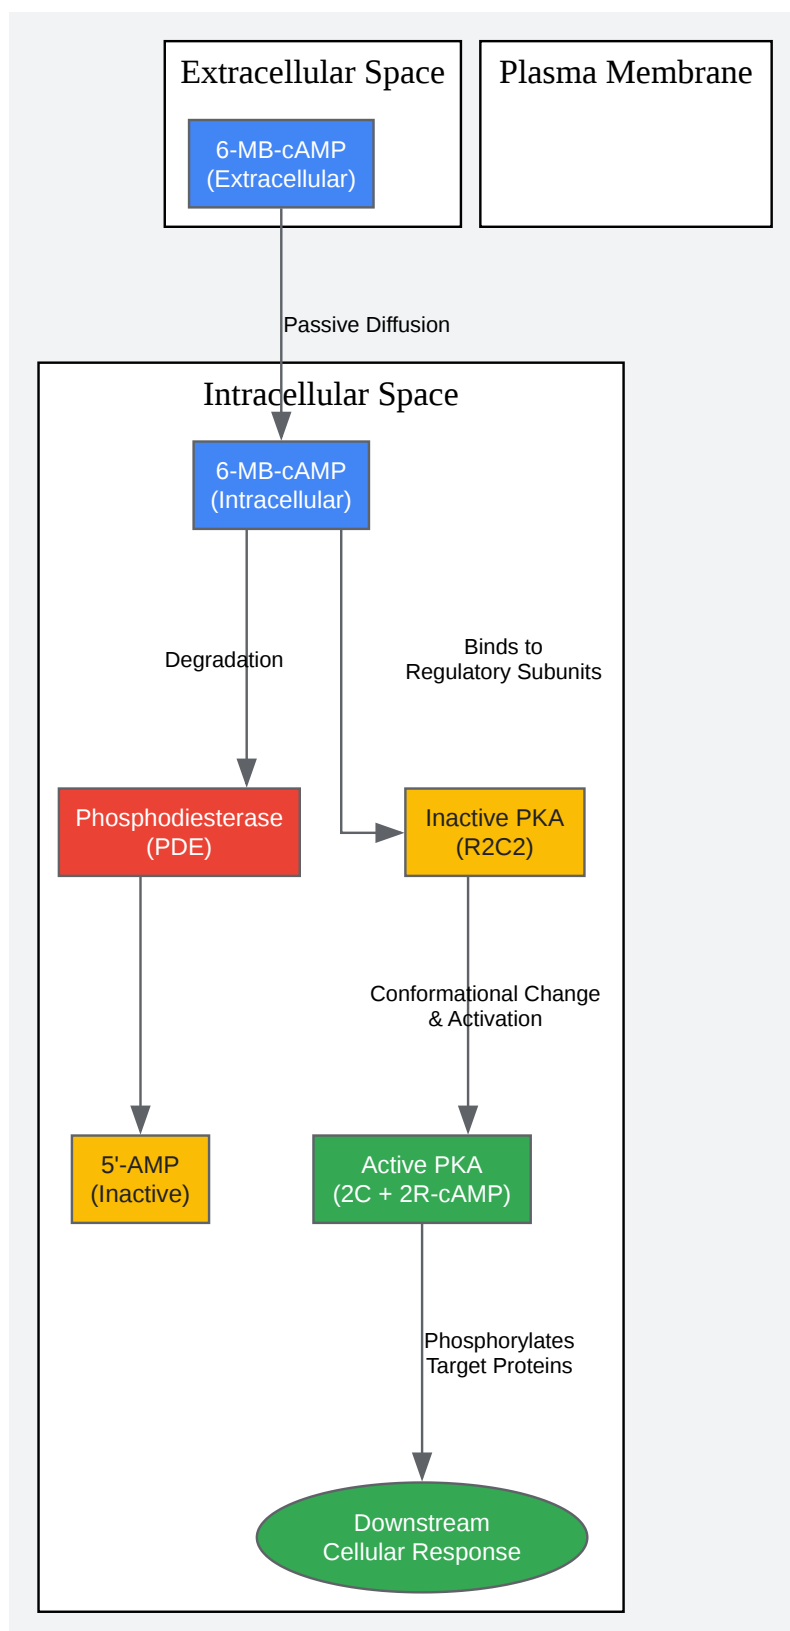 Extracellular Space
Plasma Membrane
6-MB-cAMP
(Extracellular)
Passive Diffusion
Intracellular Space
6-MB-cAMP
(Intracellular)
Degradation
Binds to
Regulatory Subunits
Phosphodiesterase
(PDE)
Inactive PKA
(R2C2)
Conformational Change
& Activation
5'-AMP
(Inactive)
Active PKA
(2C + 2R-cAMP)
Phosphorylates
Target Proteins
Downstream
Cellular Response